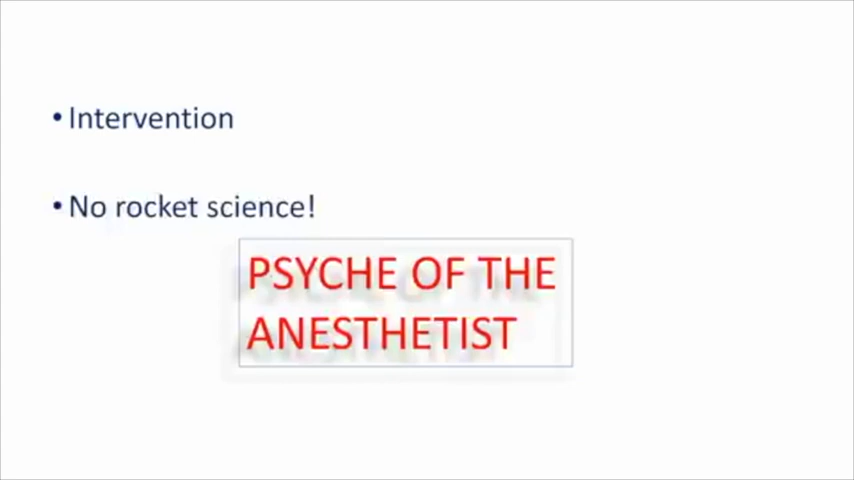 • Intervention
• No rocket science!
PSYCHE OF THE
ANESTHETIST